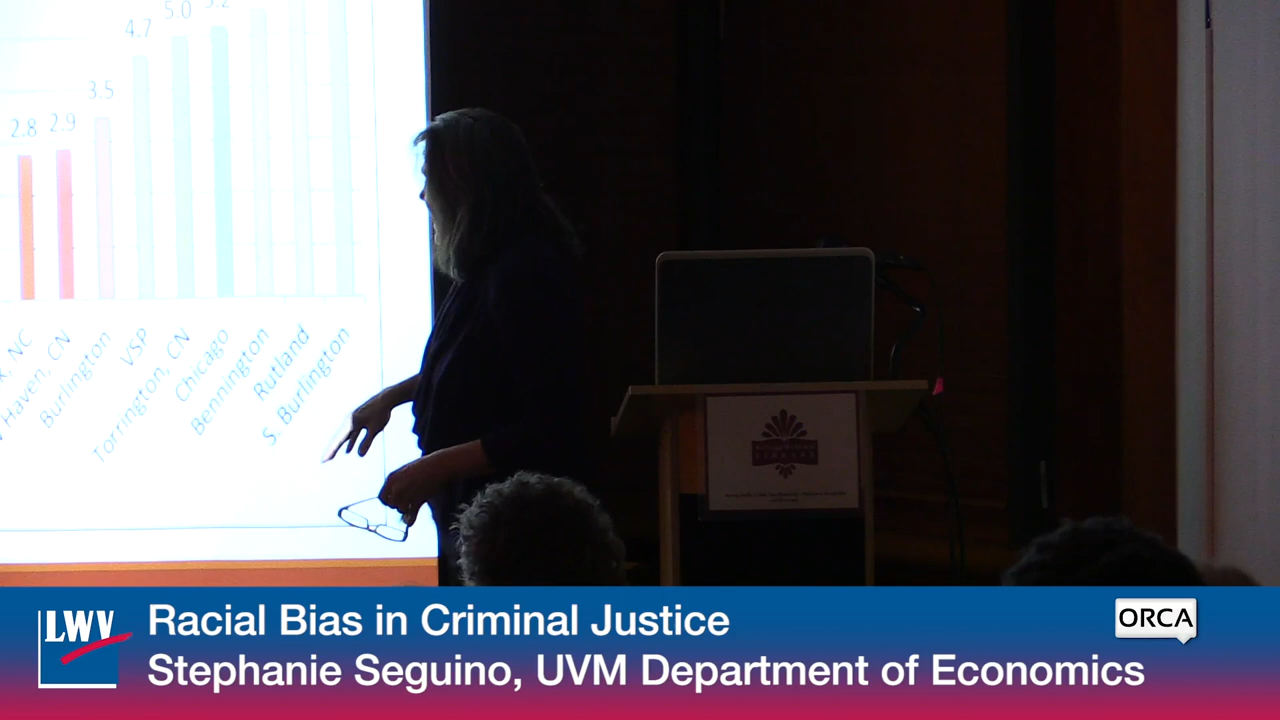 5.0
4.7
3.5
2.8 2.9
NC
Haven, CN
Burlington
VSP
Torrington, CN
Chicago
Bennington
Rutland
S. Burlington
LWV
Racial Bias in Criminal Justice
Stephanie Seguino, UVM Department of Economics
ORCA